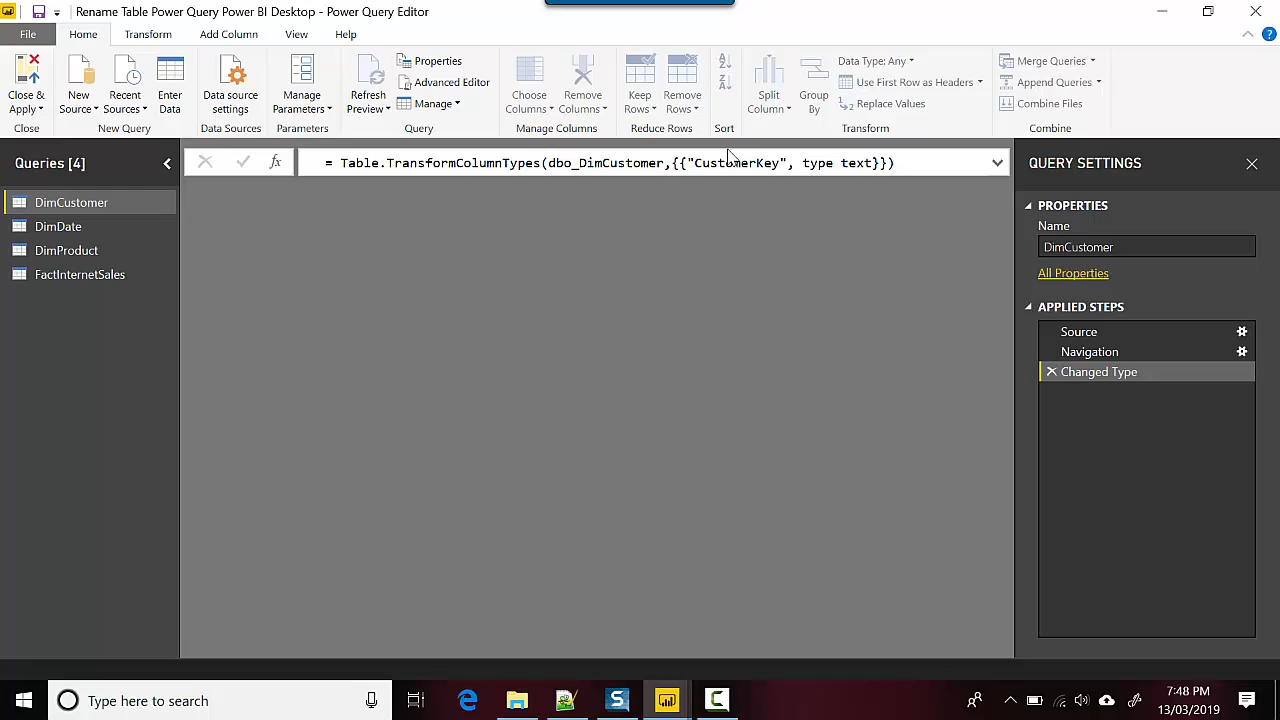 Rename Table Power Query Power BI Desktop - Power Query Editor
File Home Transform Add Column View Help
Close & Apply
Close
New Source
Recent Sources
Enter Data
New Query
Data source settings
Data Sources
Manage Parameters
Parameters
Refresh Preview
Properties
Advanced Editor
Manage
Query
Choose Columns
Remove Columns
Manage Columns
Keep Rows
Remove Rows
Reduce Rows
A Z
Z A
Sort
Split Column
Group By
Data Type: Any
Use First Row as Headers
1 2 Replace Values
Transform
Merge Queries
Append Queries
Combine Files
Combine
Queries [4]
fx = Table.TransformColumnTypes(dbo_DimCustomer,{{"CustomerKey", type text}})
DimCustomer
DimDate
DimProduct
FactInternetSales
QUERY SETTINGS
PROPERTIES
Name
DimCustomer
All Properties
APPLIED STEPS
Source
Navigation
Changed Type
Type here to search
S
C
7:48 PM
13/03/2019